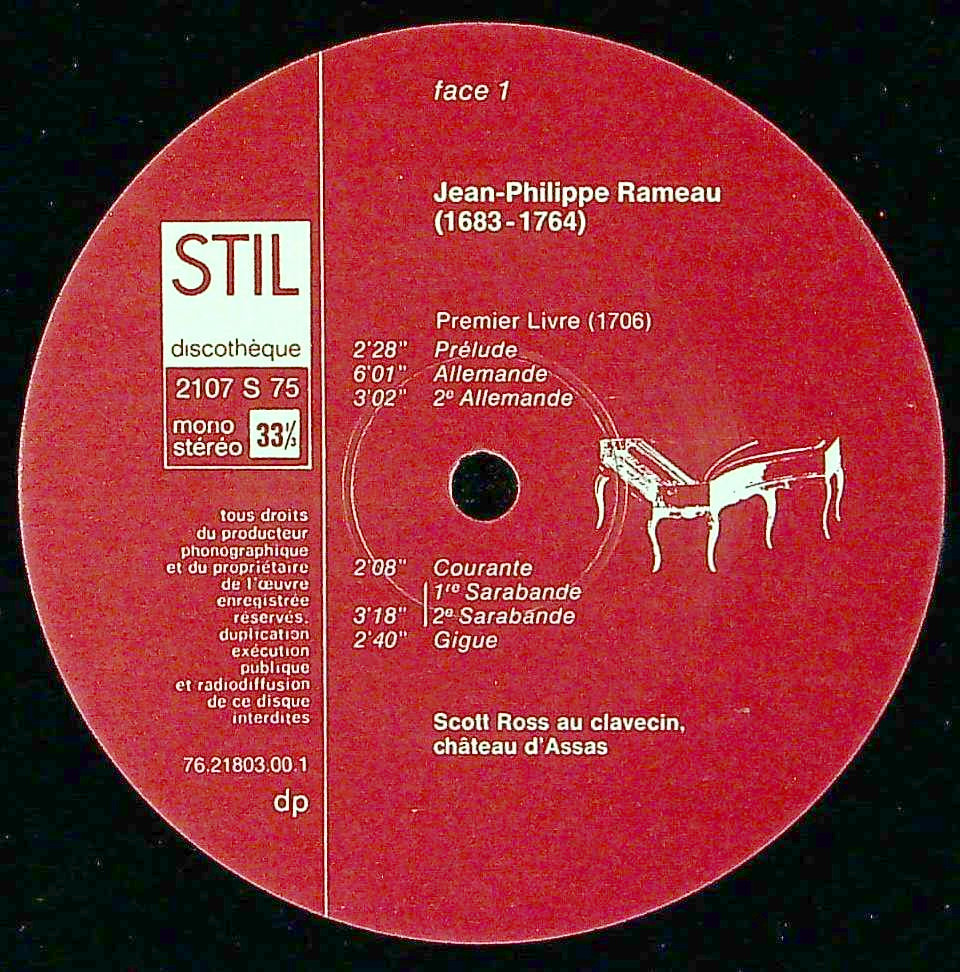 face 1
Jean-Philippe Rameau
(1683-1764)
STIL
discothèque
2107 S 75
mono
stéréo
33⅓
Premier Livre (1706)
2'28" Prélude
6'01" Allemande
3'02" 2e Allemande
2'08" Courante
1re Sarabande
3'18" 2e Sarabande
2'40" Gigue
tous droits
du producteur
phonographique
et du propriétaire
de l'œuvre
enregistrée
réservés.
duplication
exécution
publique
et radiodiffusion
de ce disque
interdites
Scott Ross au clavecin,
château d'Assas
76.21803.00.1
dp